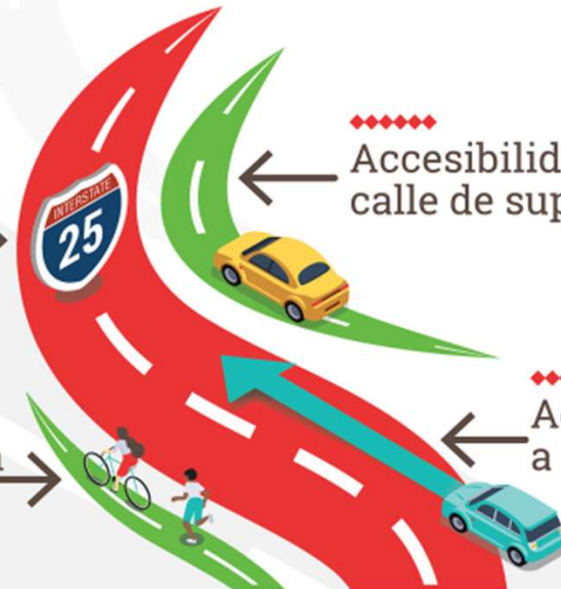 Accesibilid
calle de sup
INTERSTATE
25
A
a